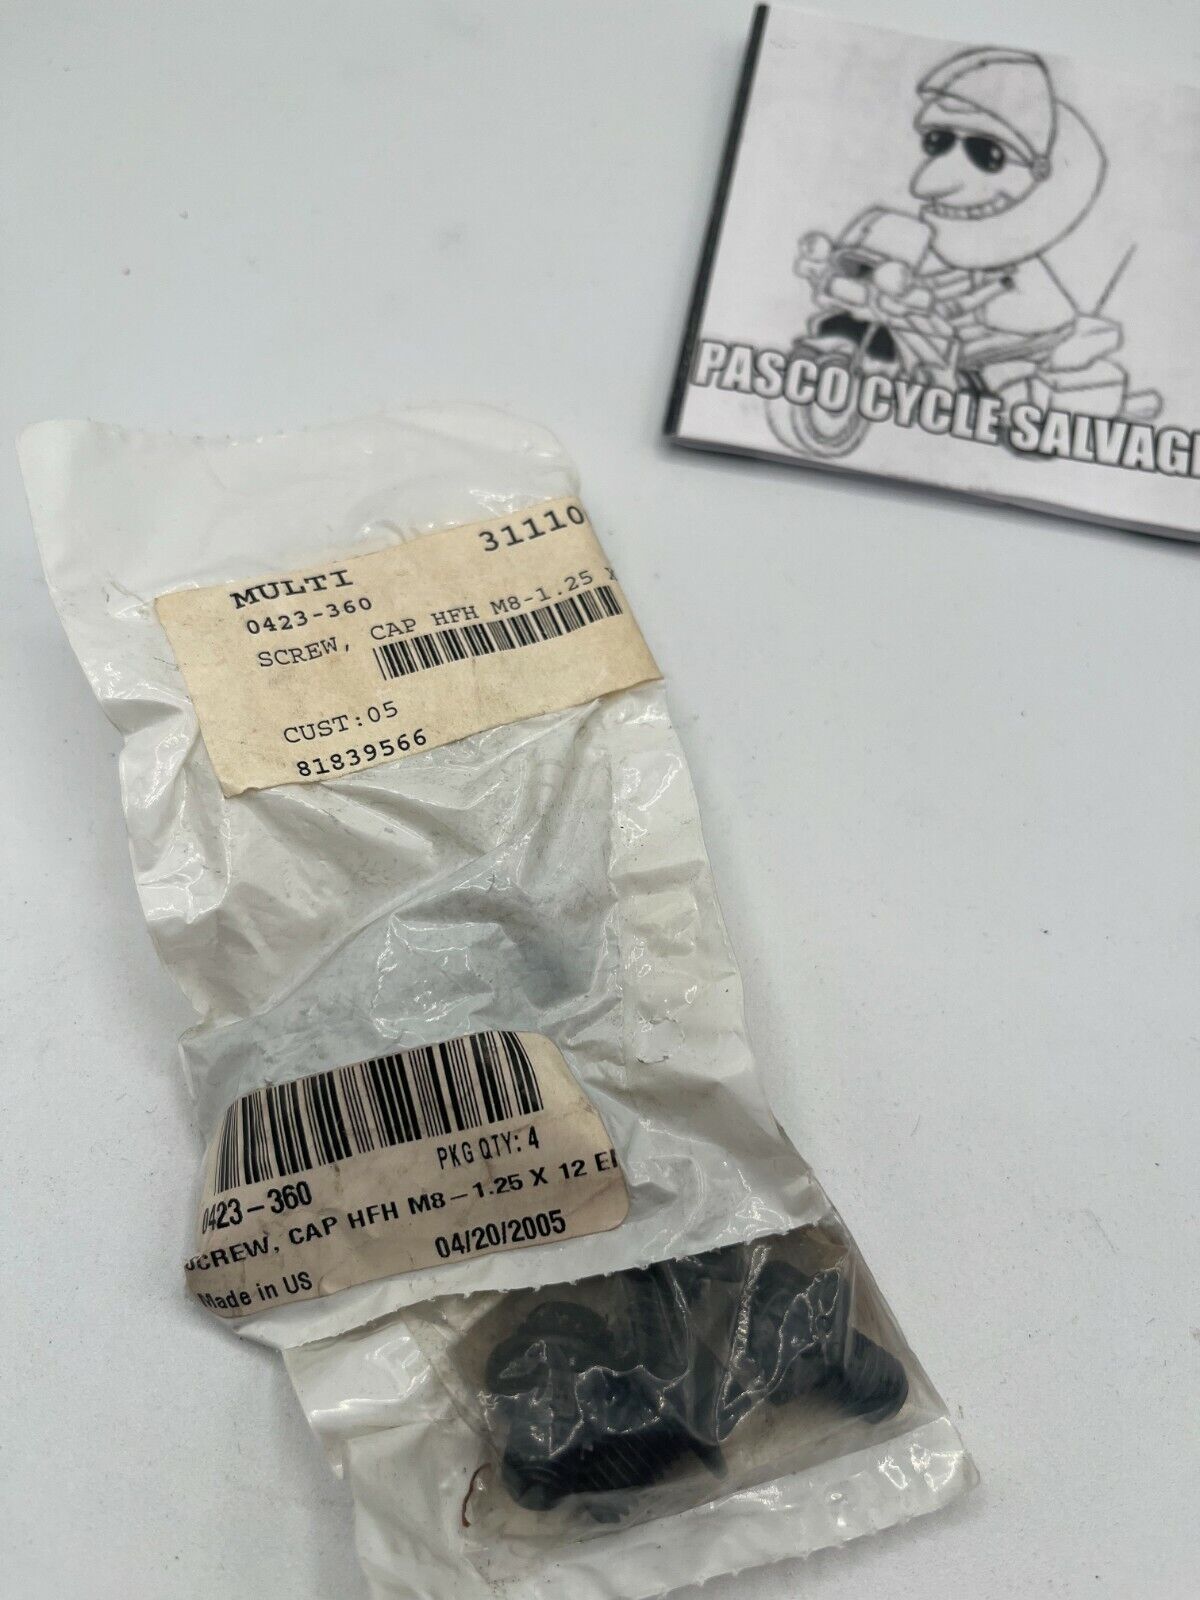 PASCO CYCLE SALVAGE
MULTI 31110
0423-360
SCREW, CAP HFH M8-1.25 X
CUST:05
81839566
PKG QTY: 4
0423-360
SCREW, CAP HFH M8-1.25 X 12
04/20/2005
Made in US